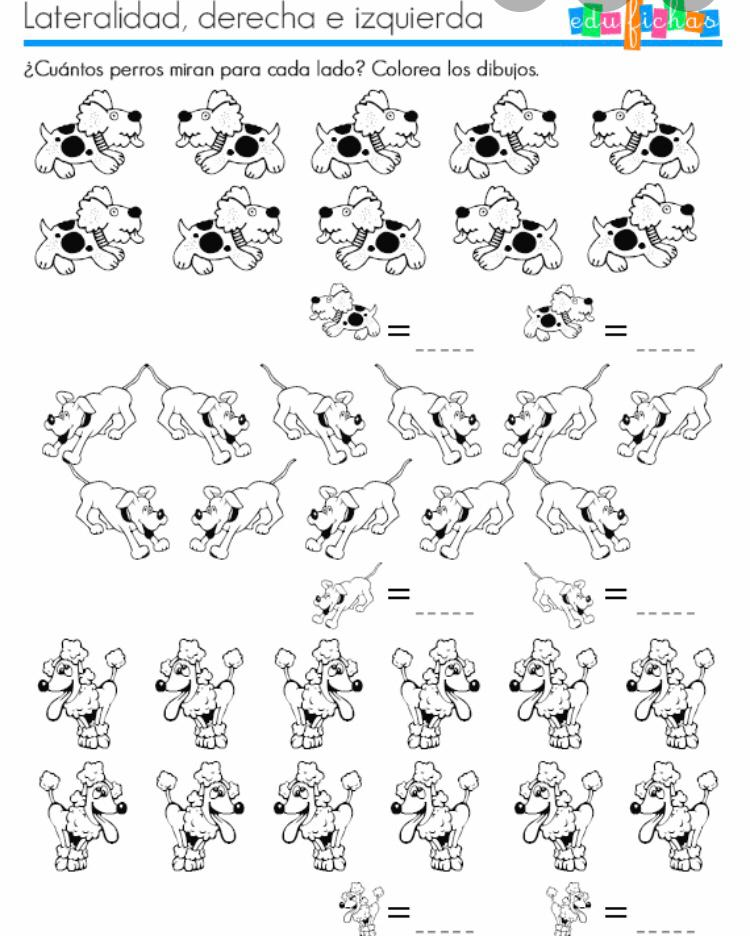 Lateralidad, derecha e izquierda
edufichas
¿Cuántos perros miran para cada lado? Colorea los dibujos.
= _ _ _ _ _ = _ _ _ _ _
= _ _ _ _ _ = _ _ _ _ _
= _ _ _ _ _ = _ _ _ _ _